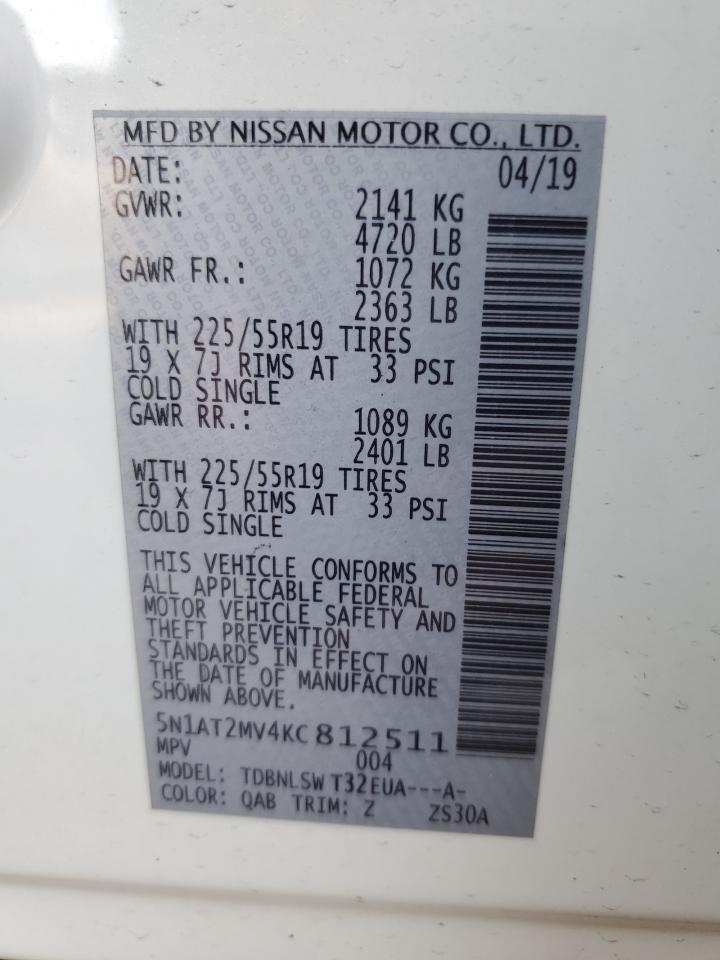 MFD BY NISSAN MOTOR CO., LTD.
DATE: 04/19
GVWR: 2141 KG
4720 LB
GAWR FR.: 1072 KG
2363 LB
WITH 225/55R19 TIRES
19 X 7J RIMS AT 33 PSI
COLD SINGLE
GAWR RR.: 1089 KG
2401 LB
WITH 225/55R19 TIRES
19 X 7J RIMS AT 33 PSI
COLD SINGLE
THIS VEHICLE CONFORMS TO
ALL APPLICABLE FEDERAL
MOTOR VEHICLE SAFETY AND
THEFT PREVENTION
STANDARDS IN EFFECT ON
THE DATE OF MANUFACTURE
SHOWN ABOVE.
5N1AT2MV4KC812511
MPV 004
MODEL: TDBNLSW T32EUA---A-
COLOR: QAB TRIM: Z ZS30A